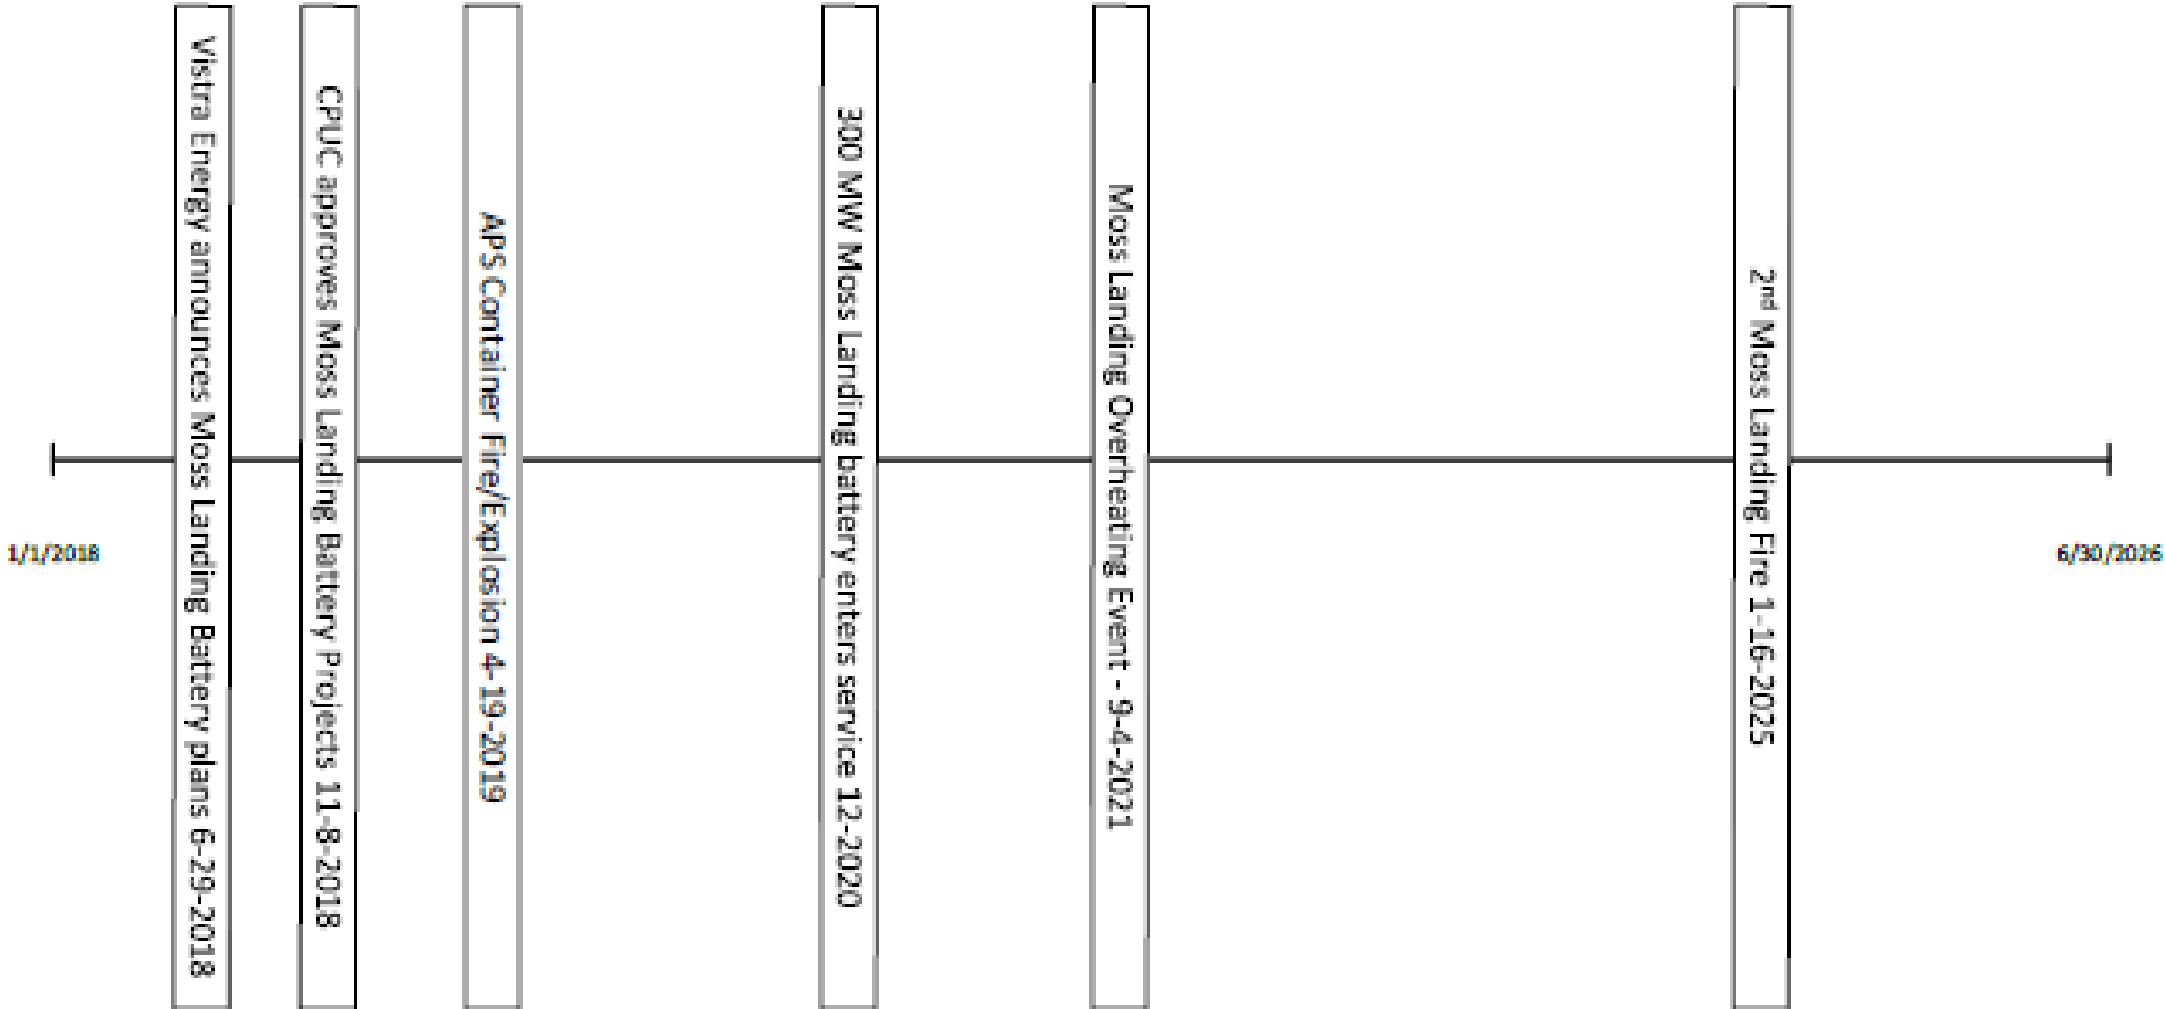 Vistra Energy announces Moss Landing Battery plans 6-29-2018
CPUC approves Moss Landing Battery Projects 11-8-2018
APS Container Fire/Explosion 4-19-2019
300 MW Moss Landing battery enters service 12-2020
Moss Landing Overheating Event - 9-4-2021
2nd Moss Landing Fire 1-16-2025
1/1/2018
6/30/2026